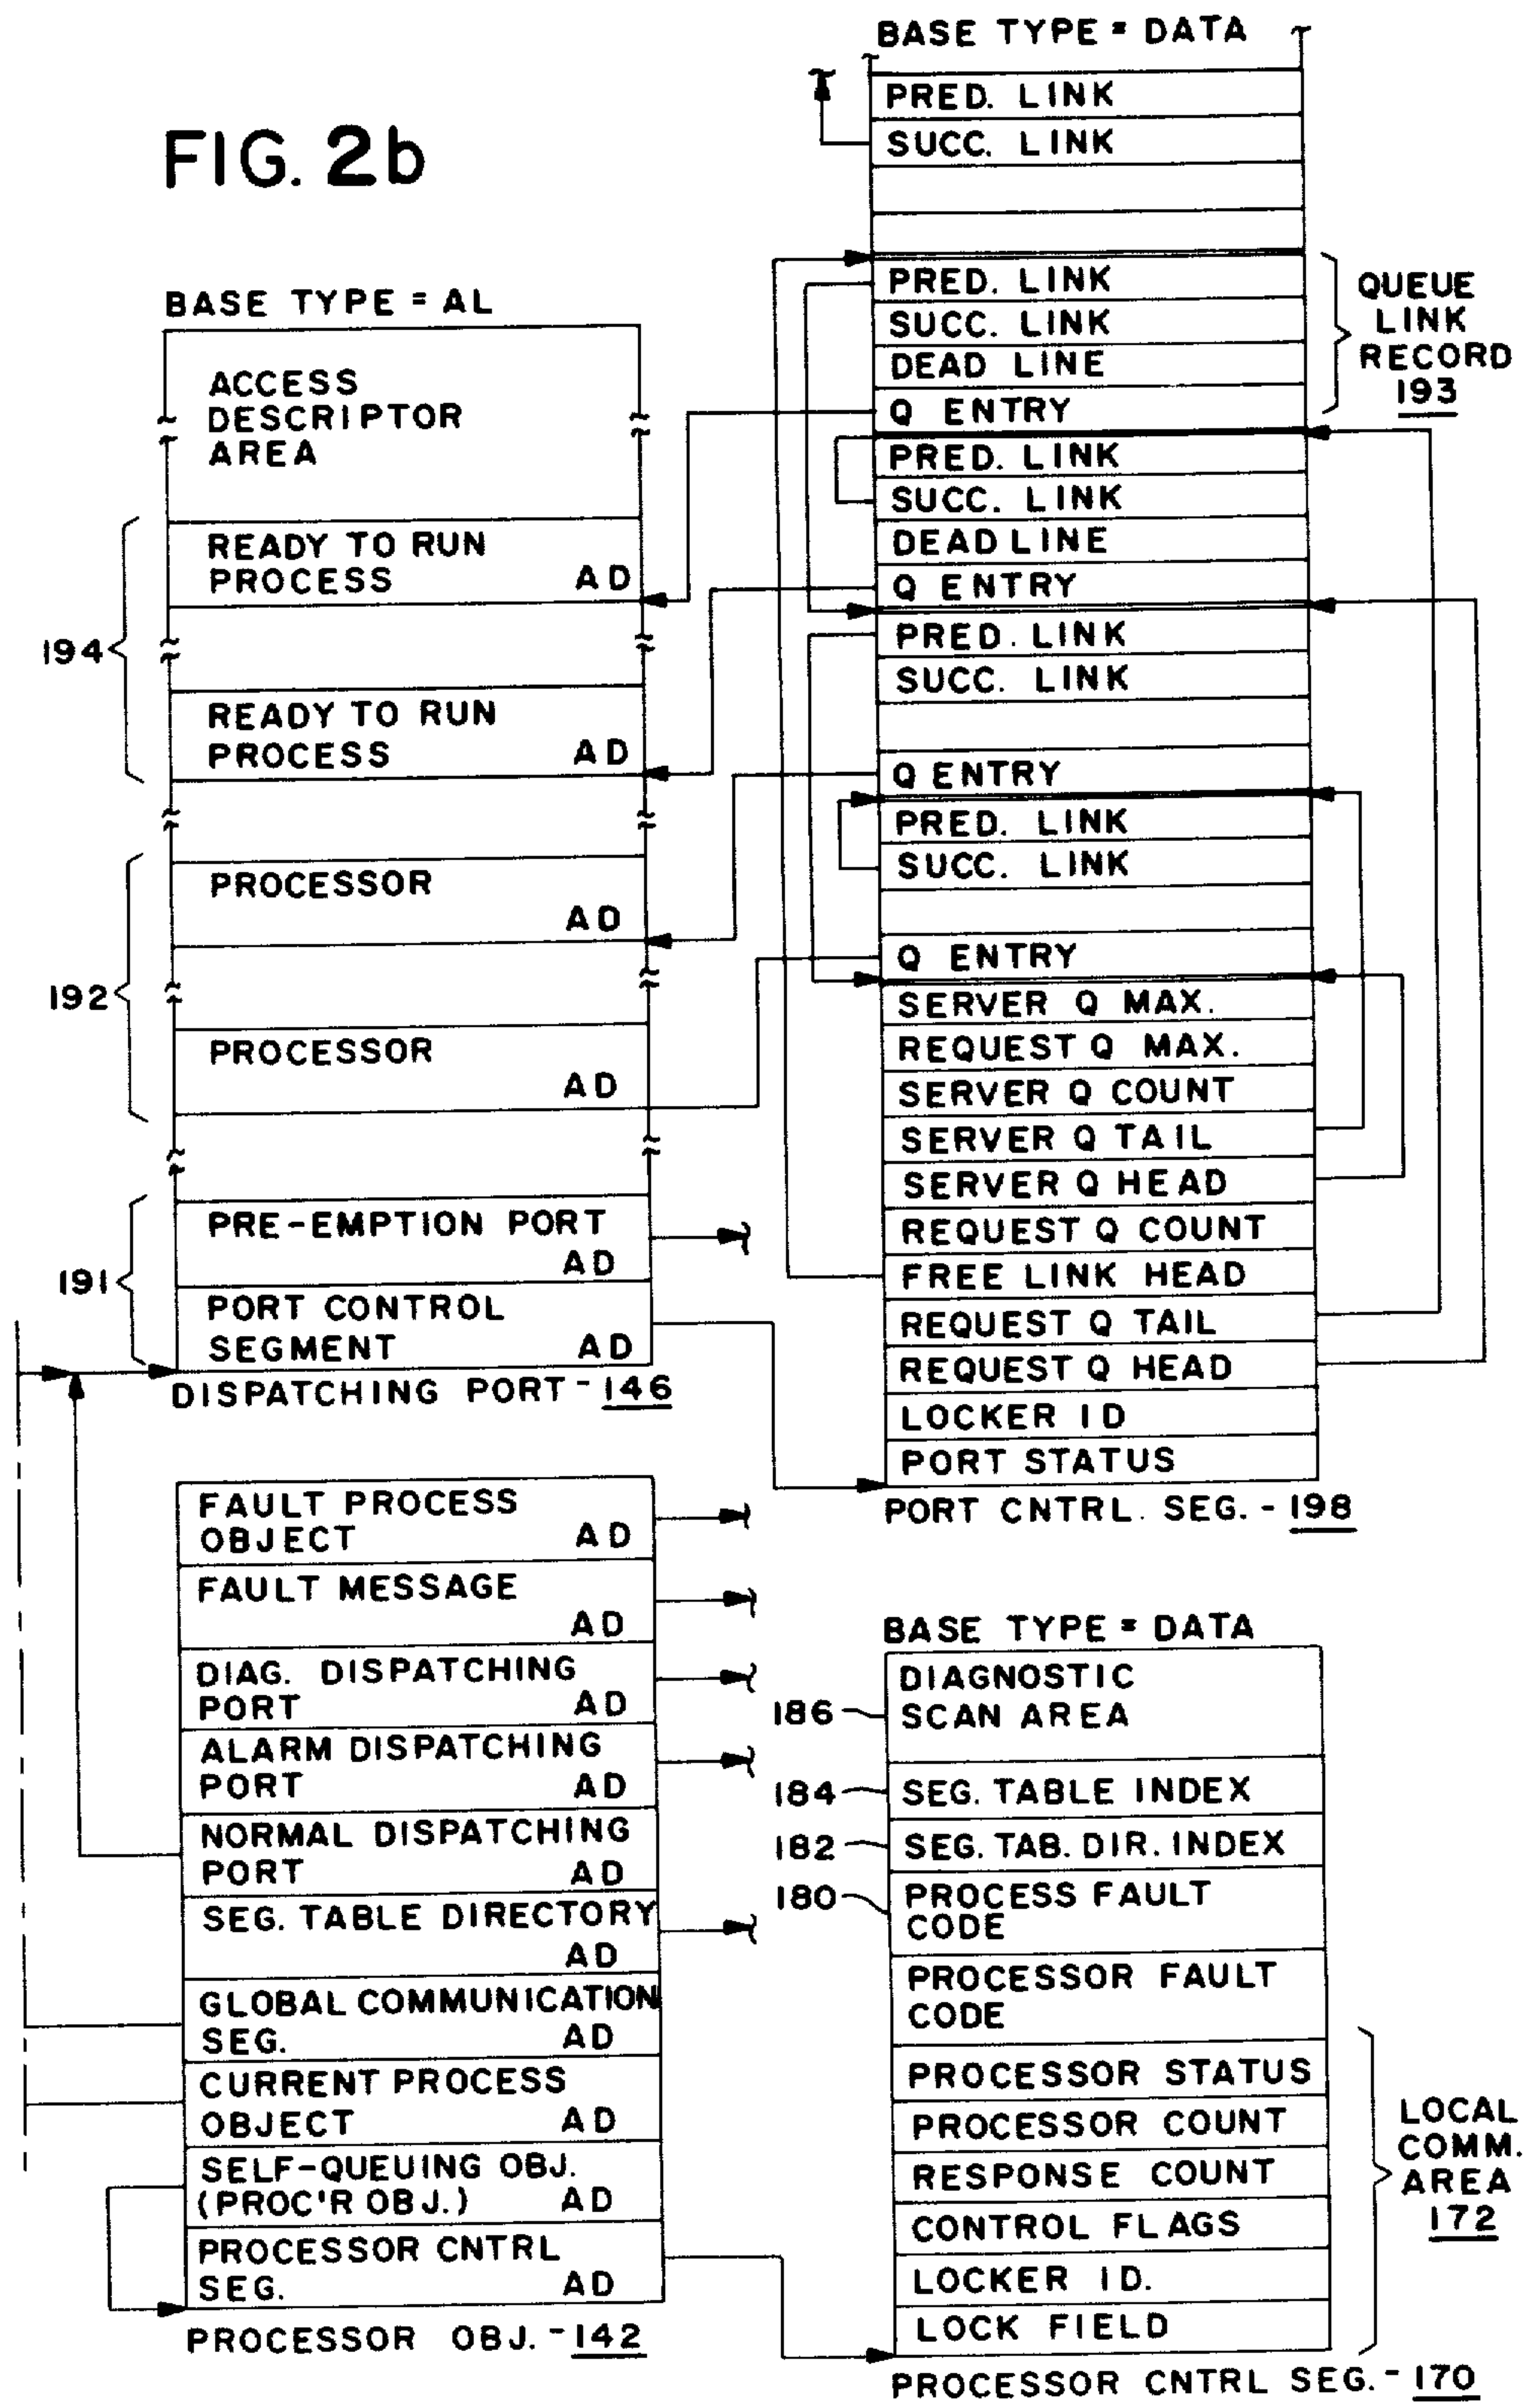 FIG. 2b
BASE TYPE = AL
ACCESS
DESCRIPTOR
AREA
READY TO RUN
PROCESS AD
194
READY TO RUN
PROCESS AD
PROCESSOR
AD
192
PROCESSOR
AD
PRE-EMPTION PORT
AD
191
PORT CONTROL
SEGMENT AD
DISPATCHING PORT - 146
BASE TYPE = DATA
PRED. LINK
SUCC. LINK
PRED. LINK
SUCC. LINK
DEAD LINE
Q ENTRY
QUEUE
LINK
RECORD
193
PRED. LINK
SUCC. LINK
DEAD LINE
Q ENTRY
PRED. LINK
SUCC. LINK
Q ENTRY
PRED. LINK
SUCC. LINK
Q ENTRY
SERVER Q MAX.
REQUEST Q MAX.
SERVER Q COUNT
SERVER Q TAIL
SERVER Q HEAD
REQUEST Q COUNT
FREE LINK HEAD
REQUEST Q TAIL
REQUEST Q HEAD
LOCKER ID
PORT STATUS
PORT CNTRL. SEG. - 198
FAULT PROCESS
OBJECT AD
FAULT MESSAGE
AD
DIAG. DISPATCHING
PORT AD
ALARM DISPATCHING
PORT AD
NORMAL DISPATCHING
PORT AD
SEG. TABLE DIRECTORY
AD
GLOBAL COMMUNICATION
SEG. AD
CURRENT PROCESS
OBJECT AD
SELF-QUEUING OBJ.
(PROC'R OBJ.) AD
PROCESSOR CNTRL
SEG. AD
PROCESSOR OBJ. - 142
BASE TYPE = DATA
DIAGNOSTIC
186 SCAN AREA
184 SEG. TABLE INDEX
182 SEG. TAB. DIR. INDEX
180 PROCESS FAULT
CODE
PROCESSOR FAULT
CODE
PROCESSOR STATUS
PROCESSOR COUNT
RESPONSE COUNT
CONTROL FLAGS
LOCKER ID.
LOCK FIELD
LOCAL
COMM.
AREA
172
PROCESSOR CNTRL SEG. - 170